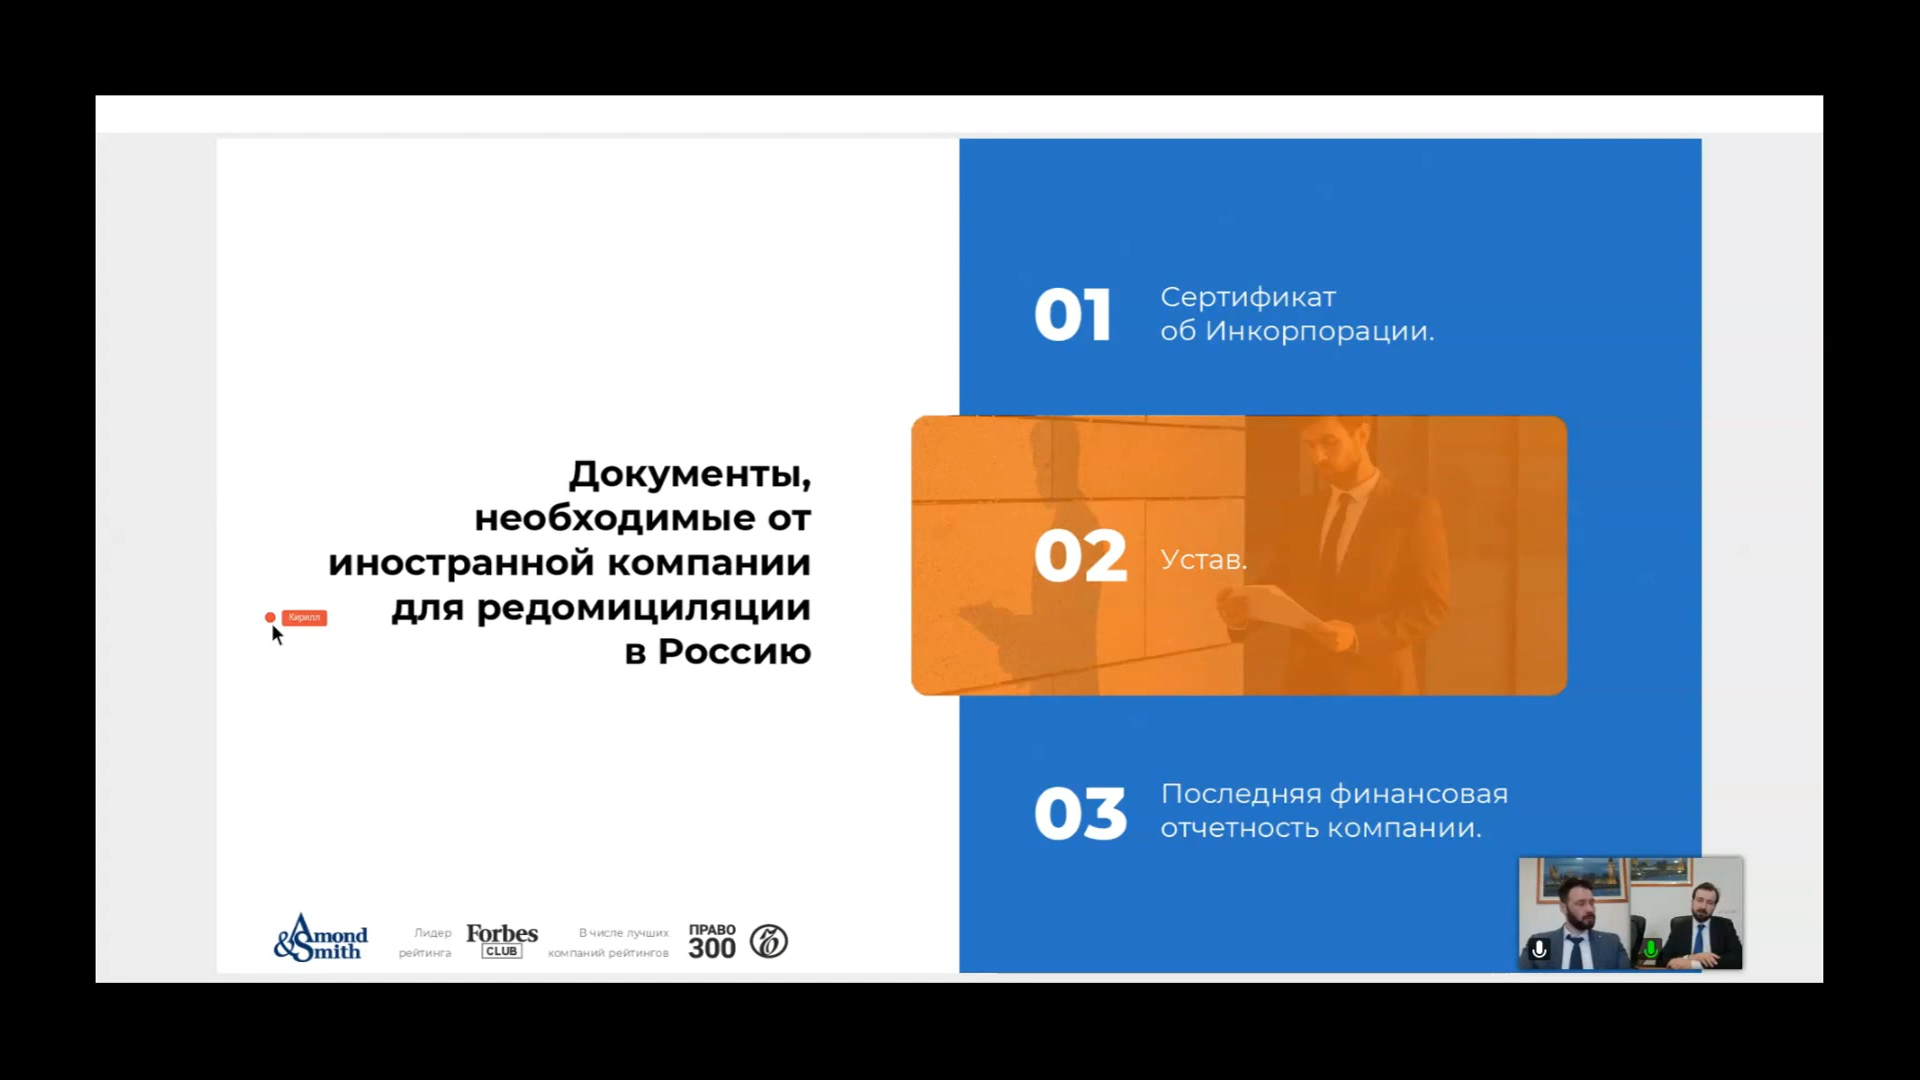 Документы,
необходимые от
иностранной компании
для редомициляции
в Россию
Кирилл
01
Сертификат
об Инкорпорации.
02
Устав.
03
Последняя финансовая
отчетность компании.
Amond
&Smith
Лидер
рейтинга
Forbes
CLUB
В числе лучших
компаний рейтингов
ПРАВО
300